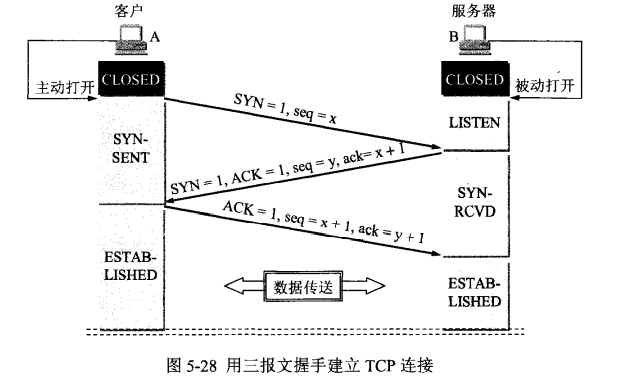 客户
服务器
A
B
CLOSED
CLOSED
主动打开
被动打开
SYN = 1, seq = x
LISTEN
SYN-
SENT
SYN = 1, ACK = 1, seq = y, ack= x + 1
SYN-
RCVD
ACK = 1, seq = x + 1, ack = y +1
ESTAB-
LISHED
数据传送
ESTAB-
LISHED
图 5-28 用三报文握手建立 TCP 连接